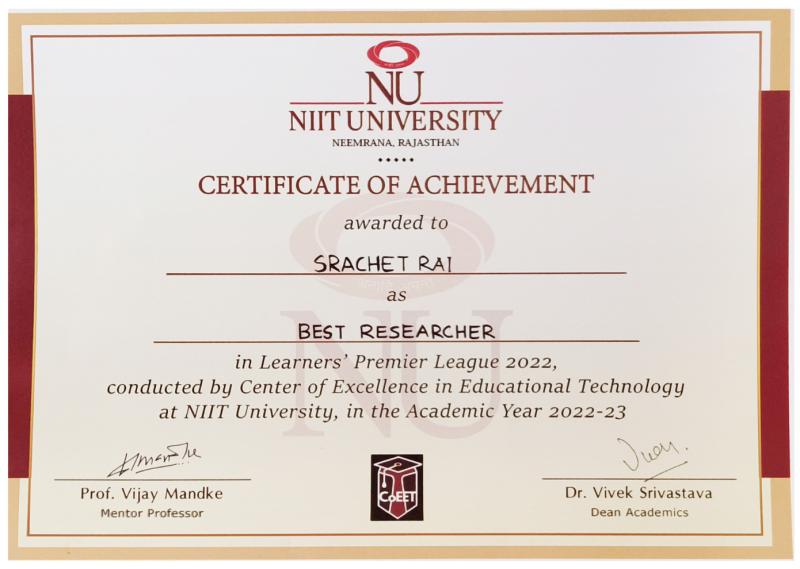 NU
NIIT UNIVERSITY
NEEMRANA, RAJASTHAN
CERTIFICATE OF ACHIEVEMENT
awarded to
SRACHET RAI
as
BEST RESEARCHER
in Learners' Premier League 2022,
conducted by Center of Excellence in Educational Technology
at NIIT University, in the Academic Year 2022-23
Prof. Vijay Mandke
Mentor Professor
CoEET
Dr. Vivek Srivastava
Dean Academics